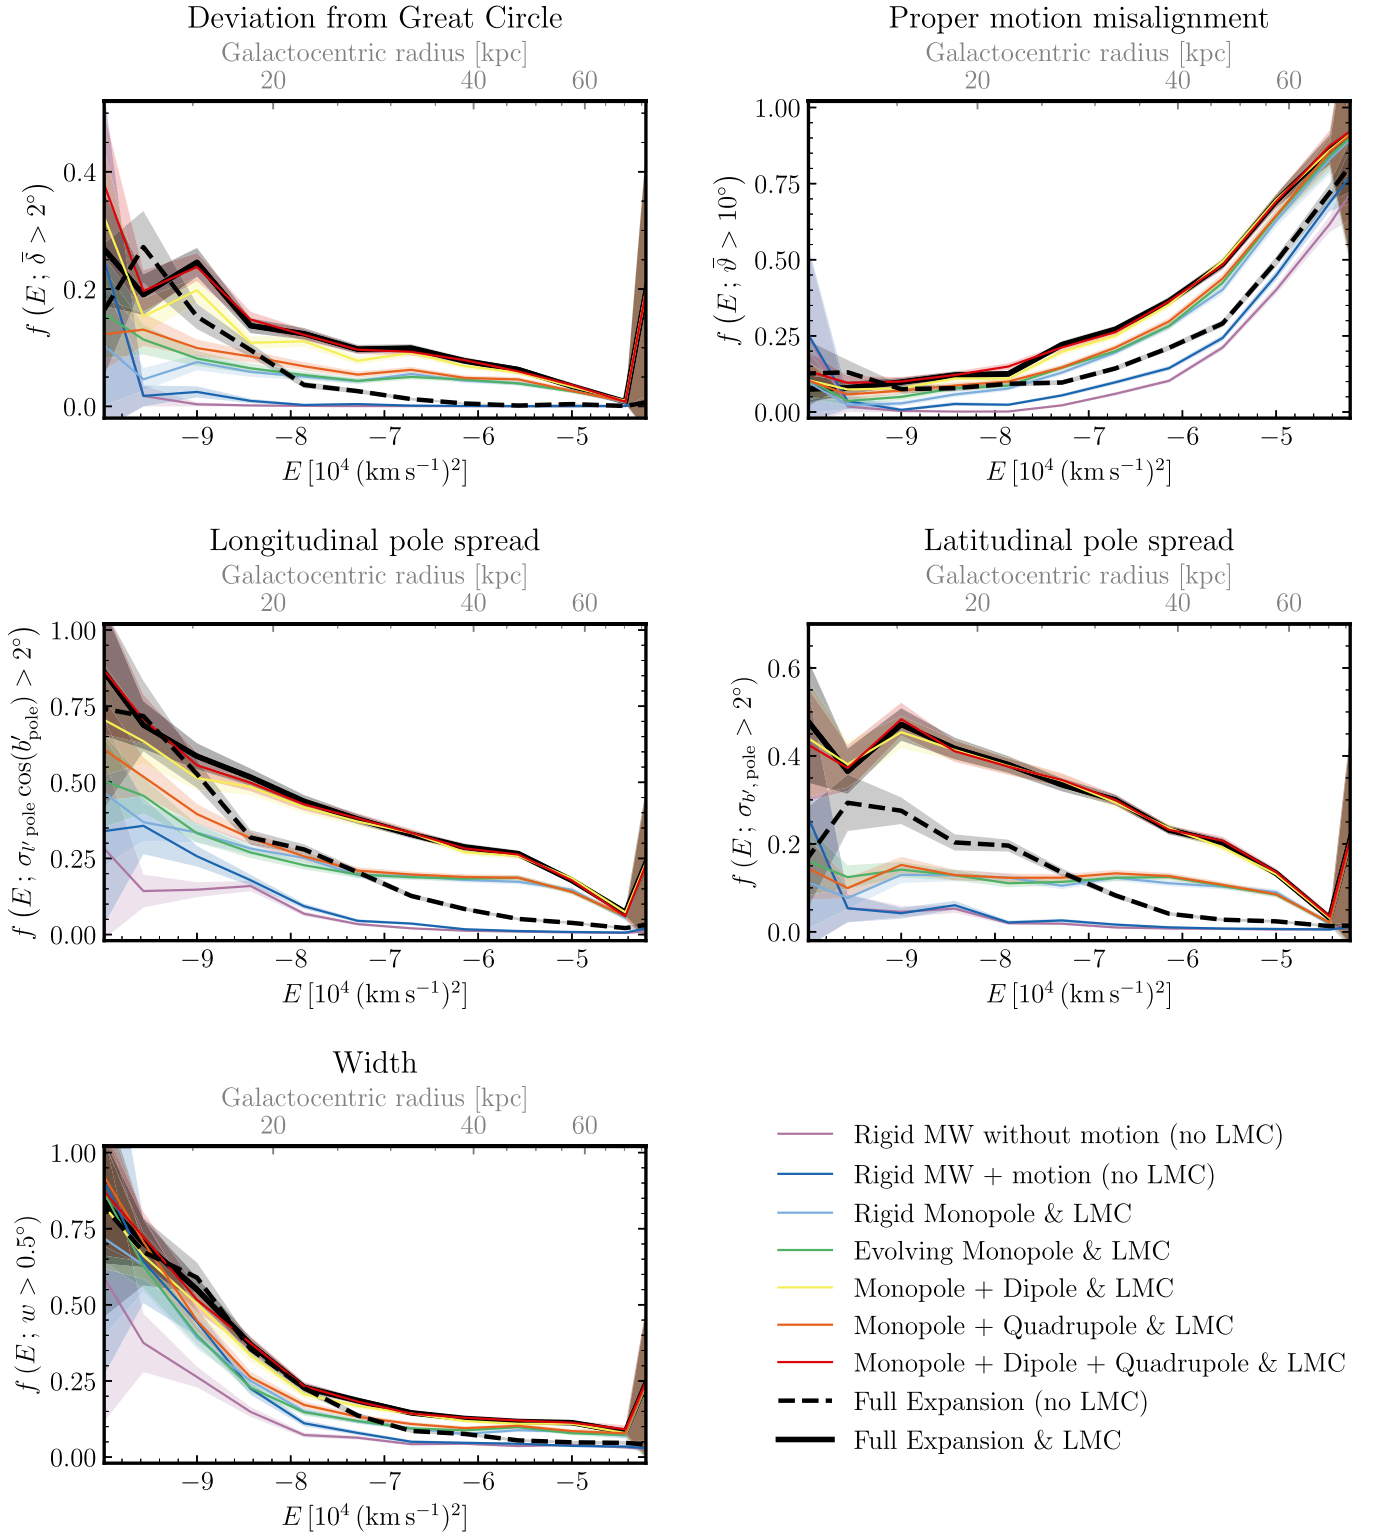 Deviation from Great Circle
Galactocentric radius [kpc]
20 40 60
f (E ; δ̄ > 2°)
0.4
0.2
0.0
−9 −8 −7 −6 −5
E [10⁴ (km s⁻¹)²]
Proper motion misalignment
Galactocentric radius [kpc]
20 40 60
f (E ; ϑ̄ > 10°)
1.00
0.75
0.50
0.25
0.00
−9 −8 −7 −6 −5
E [10⁴ (km s⁻¹)²]
Longitudinal pole spread
Galactocentric radius [kpc]
20 40 60
f (E ; σ_l′ pole cos(b′_pole) > 2°)
1.00
0.75
0.50
0.25
0.00
−9 −8 −7 −6 −5
E [10⁴ (km s⁻¹)²]
Latitudinal pole spread
Galactocentric radius [kpc]
20 40 60
f (E ; σ_b′, pole > 2°)
0.6
0.4
0.2
0.0
−9 −8 −7 −6 −5
E [10⁴ (km s⁻¹)²]
Width
Galactocentric radius [kpc]
20 40 60
f (E ; w > 0.5°)
1.00
0.75
0.50
0.25
0.00
−9 −8 −7 −6 −5
E [10⁴ (km s⁻¹)²]
Rigid MW without motion (no LMC)
Rigid MW + motion (no LMC)
Rigid Monopole & LMC
Evolving Monopole & LMC
Monopole + Dipole & LMC
Monopole + Quadrupole & LMC
Monopole + Dipole + Quadrupole & LMC
Full Expansion (no LMC)
Full Expansion & LMC